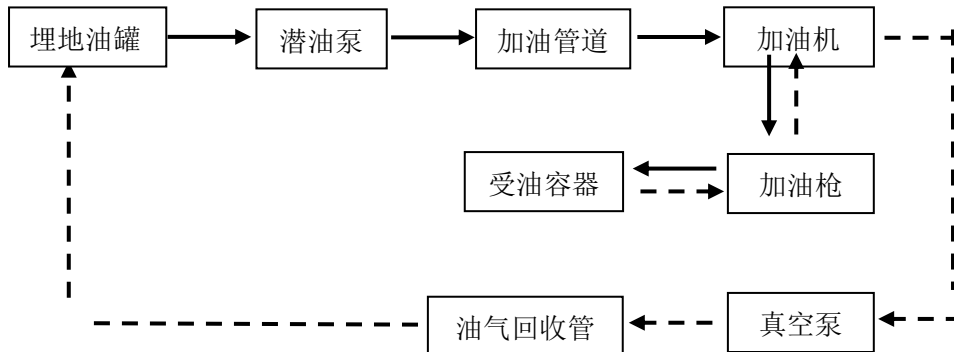 埋地油罐
潜油泵
加油管道
加油机
受油容器
加油枪
油气回收管
真空泵